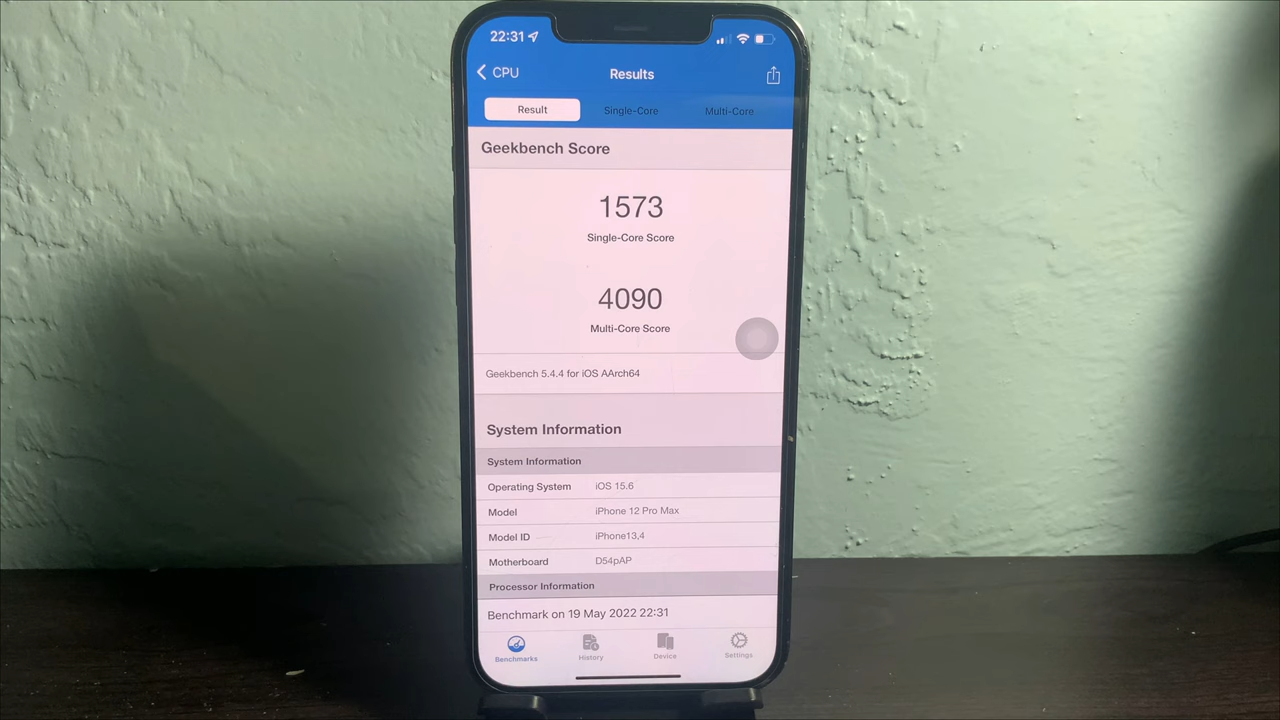 22:31
CPU
Results
Result Single-Core Multi-Core
Geekbench Score
1573
Single-Core Score
4090
Multi-Core Score
Geekbench 5.4.4 for iOS AArch64
System Information
System Information
Operating System iOS 15.6
Model iPhone 12 Pro Max
Model ID iPhone13,4
Motherboard D54pAP
Processor Information
Benchmark on 19 May 2022 22:31
Benchmarks History Device Settings